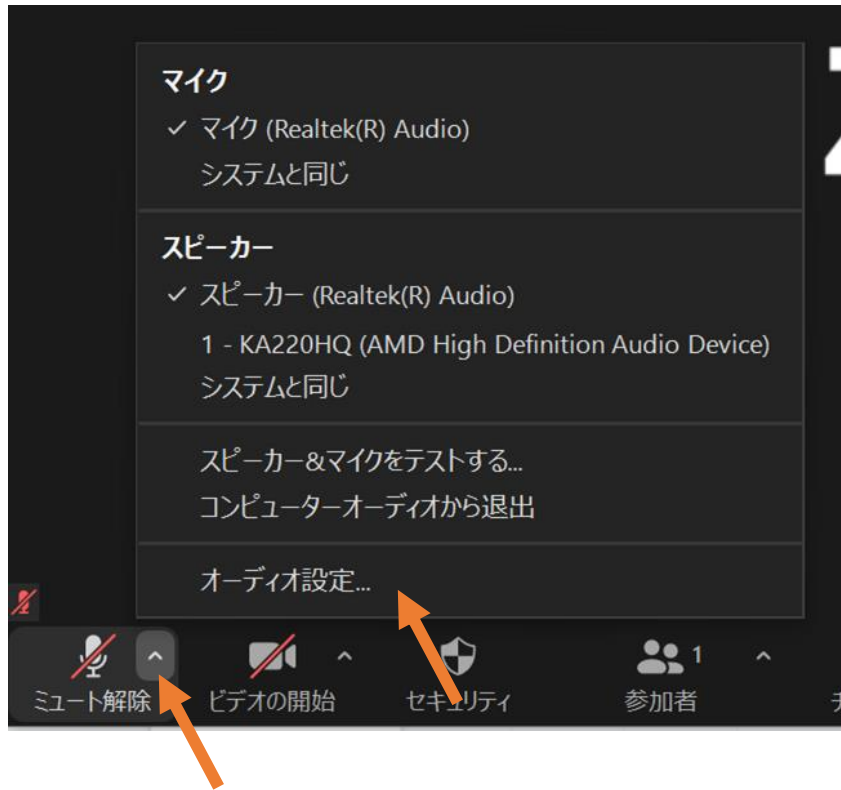 マイク
マイク (Realtek(R) Audio)
システムと同じ
スピーカー
スピーカー (Realtek(R) Audio)
1 - KA220HQ (AMD High Definition Audio Device)
システムと同じ
スピーカー&マイクをテストする...
コンピューターオーディオから退出
オーディオ設定...
1
ミュート解除 ビデオの開始 セキュリティ 参加者